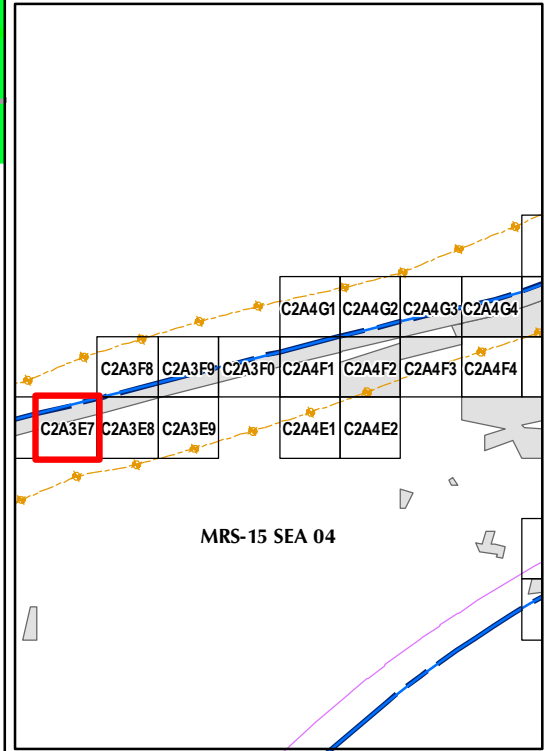 C2A4G1 C2A4G2 C2A4G3 C2A4G4
C2A3F8 C2A3F9 C2A3F0 C2A4F1 C2A4F2 C2A4F3 C2A4F4
C2A3E7 C2A3E8 C2A3E9 C2A4E1 C2A4E2
MRS-15 SEA 04